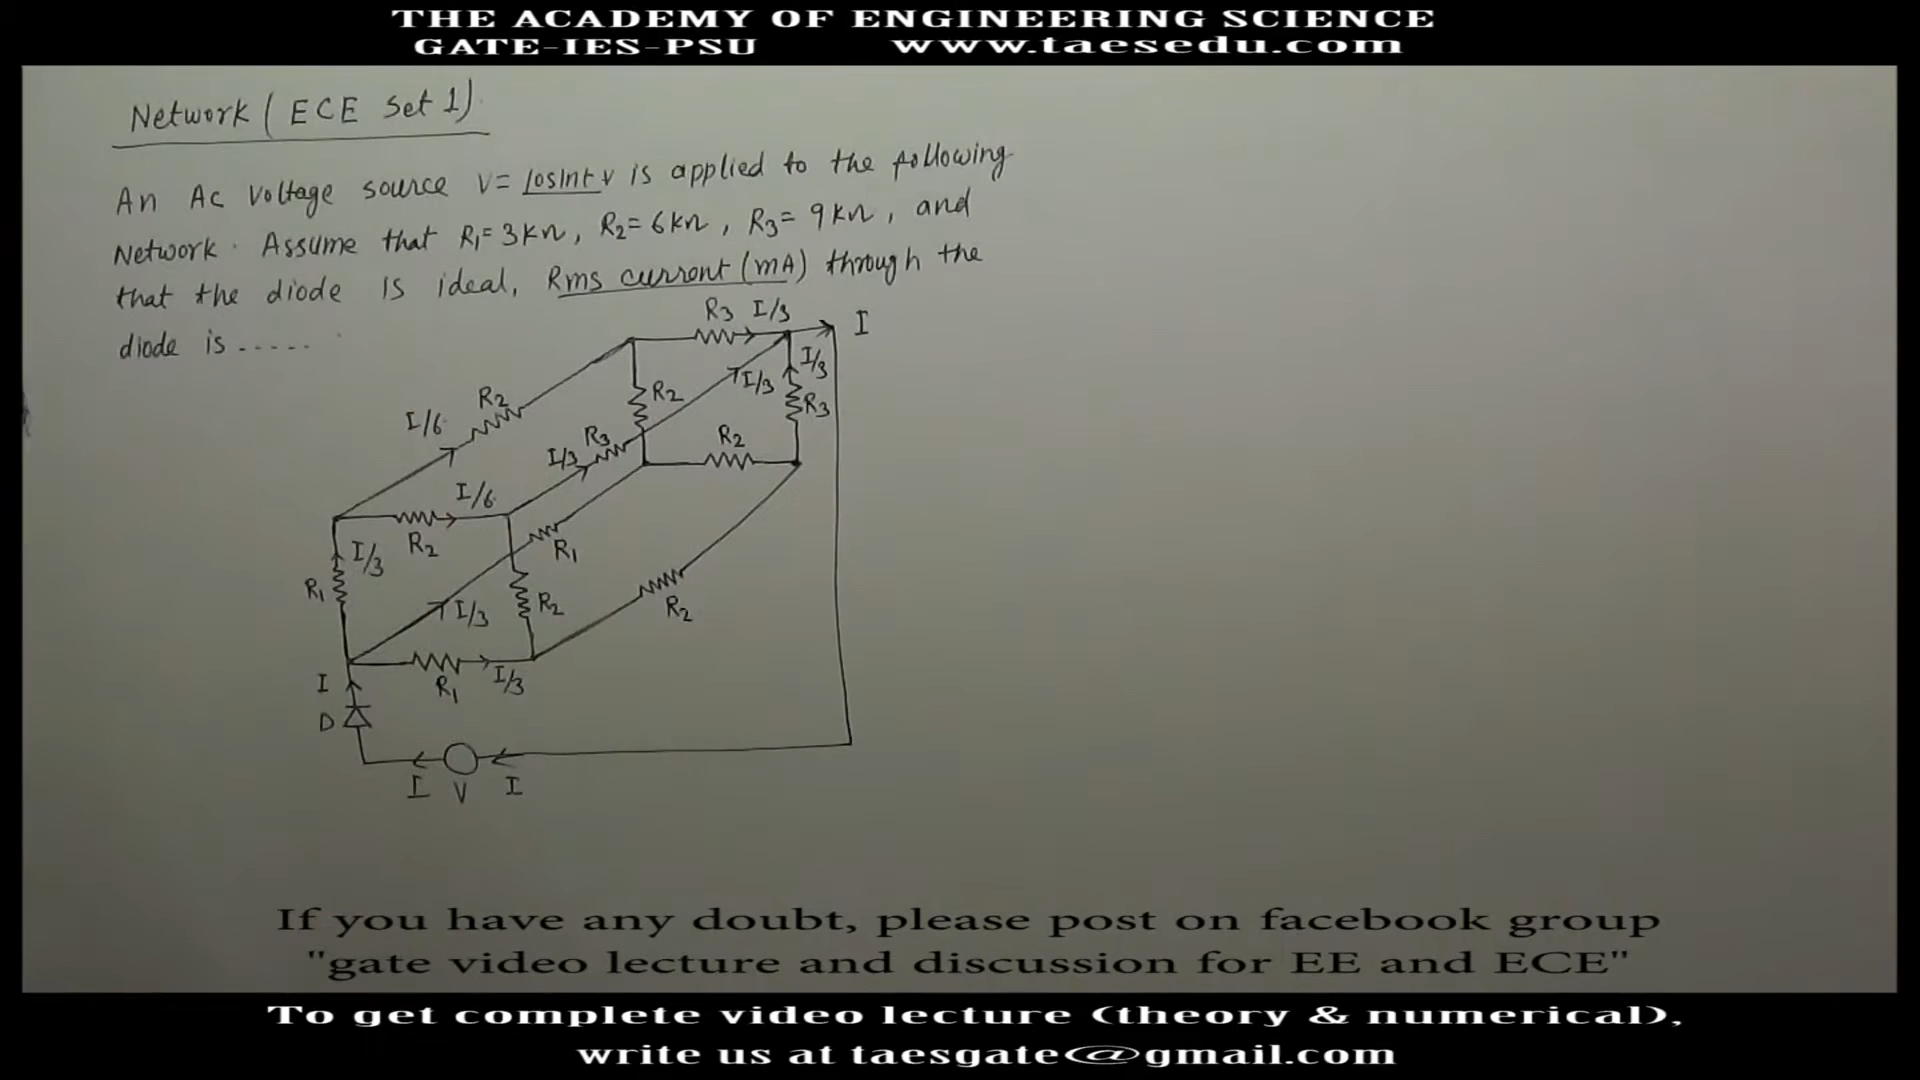 THE ACADEMY OF ENGINEERING SCIENCE
GATE-IES-PSU www.taesedu.com
Network (ECE Set 1)
An Ac Voltage source V= 10sint V is applied to the following
Network. Assume that R1=3KΩ, R2=6KΩ, R3=9KΩ, and
that the diode is ideal, Rms current (mA) through the
diode is .....
R3 I/3 I
I/3
R2 I/3 R3
R2
I/6
R3 R2
I/3
I/6
R2 R1
I/3
R1 R2
I/3 R2
I R1 I/3
D
I V I
If you have any doubt, please post on facebook group
"gate video lecture and discussion for EE and ECE"
To get complete video lecture (theory & numerical),
write us at taesgate@gmail.com